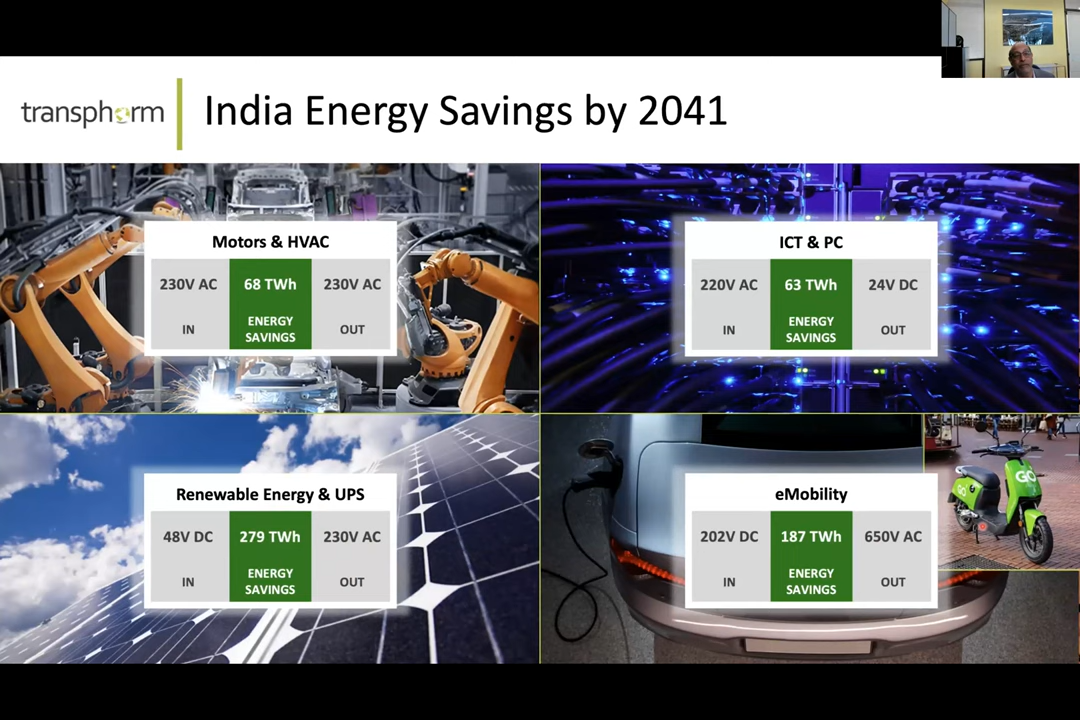 transphorm
India Energy Savings by 2041
Motors & HVAC
230V AC
68 TWh
230V AC
IN
ENERGY
SAVINGS
OUT
ICT & PC
220V AC
63 TWh
24V DC
IN
ENERGY
SAVINGS
OUT
Renewable Energy & UPS
48V DC
279 TWh
230V AC
IN
ENERGY
SAVINGS
OUT
eMobility
202V DC
187 TWh
650V AC
IN
ENERGY
SAVINGS
OUT
GO
GO